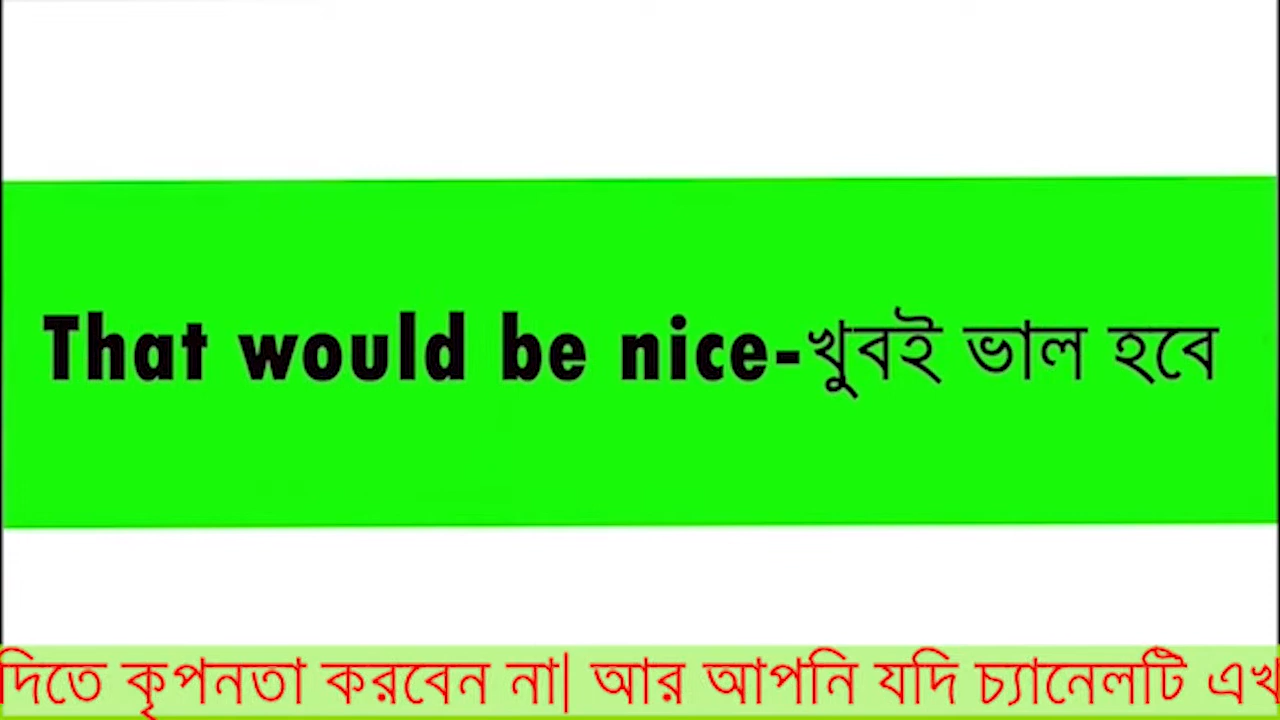 That would be nice-খুবই ভাল হবে
দিতে কৃপনতা করবেন না| আর আপনি যদি চ্যানেলটি